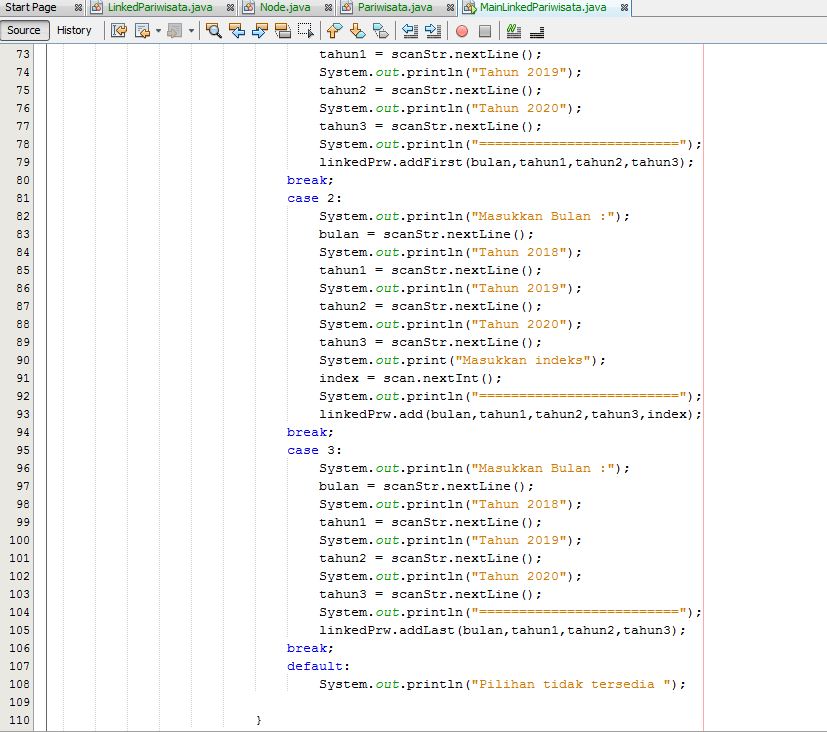 Start Page LinkedPariwisata.java Node.java Pariwisata.java MainLinkedPariwisata.java
Source History
73 tahun1 = scanStr.nextLine();
74 System.out.println("Tahun 2019");
75 tahun2 = scanStr.nextLine();
76 System.out.println("Tahun 2020");
77 tahun3 = scanStr.nextLine();
78 System.out.println("=========================");
79 linkedPrw.addFirst(bulan,tahun1,tahun2,tahun3);
80 break;
81 case 2:
82 System.out.println("Masukkan Bulan :");
83 bulan = scanStr.nextLine();
84 System.out.println("Tahun 2018");
85 tahun1 = scanStr.nextLine();
86 System.out.println("Tahun 2019");
87 tahun2 = scanStr.nextLine();
88 System.out.println("Tahun 2020");
89 tahun3 = scanStr.nextLine();
90 System.out.print("Masukkan indeks");
91 index = scan.nextInt();
92 System.out.println("=========================");
93 linkedPrw.add(bulan,tahun1,tahun2,tahun3,index);
94 break;
95 case 3:
96 System.out.println("Masukkan Bulan :");
97 bulan = scanStr.nextLine();
98 System.out.println("Tahun 2018");
99 tahun1 = scanStr.nextLine();
100 System.out.println("Tahun 2019");
101 tahun2 = scanStr.nextLine();
102 System.out.println("Tahun 2020");
103 tahun3 = scanStr.nextLine();
104 System.out.println("=========================");
105 linkedPrw.addLast(bulan,tahun1,tahun2,tahun3);
106 break;
107 default:
108 System.out.println("Pilihan tidak tersedia ");
109
110 }